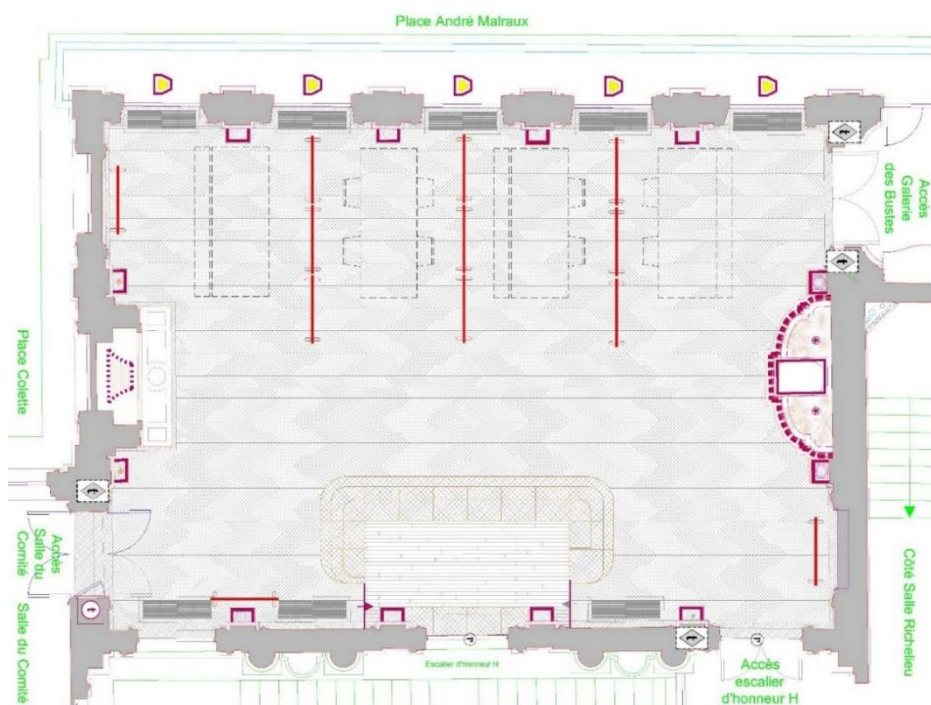 Place André Malraux
Accès
Galerie
des Bustes
t
t
Place Colette
t
Accès
Salle du
Comité
t
Salle du Comité
Côté Salle Richelieu
t
Escalier d'honneur H
Accès
escalier
d'honneur H